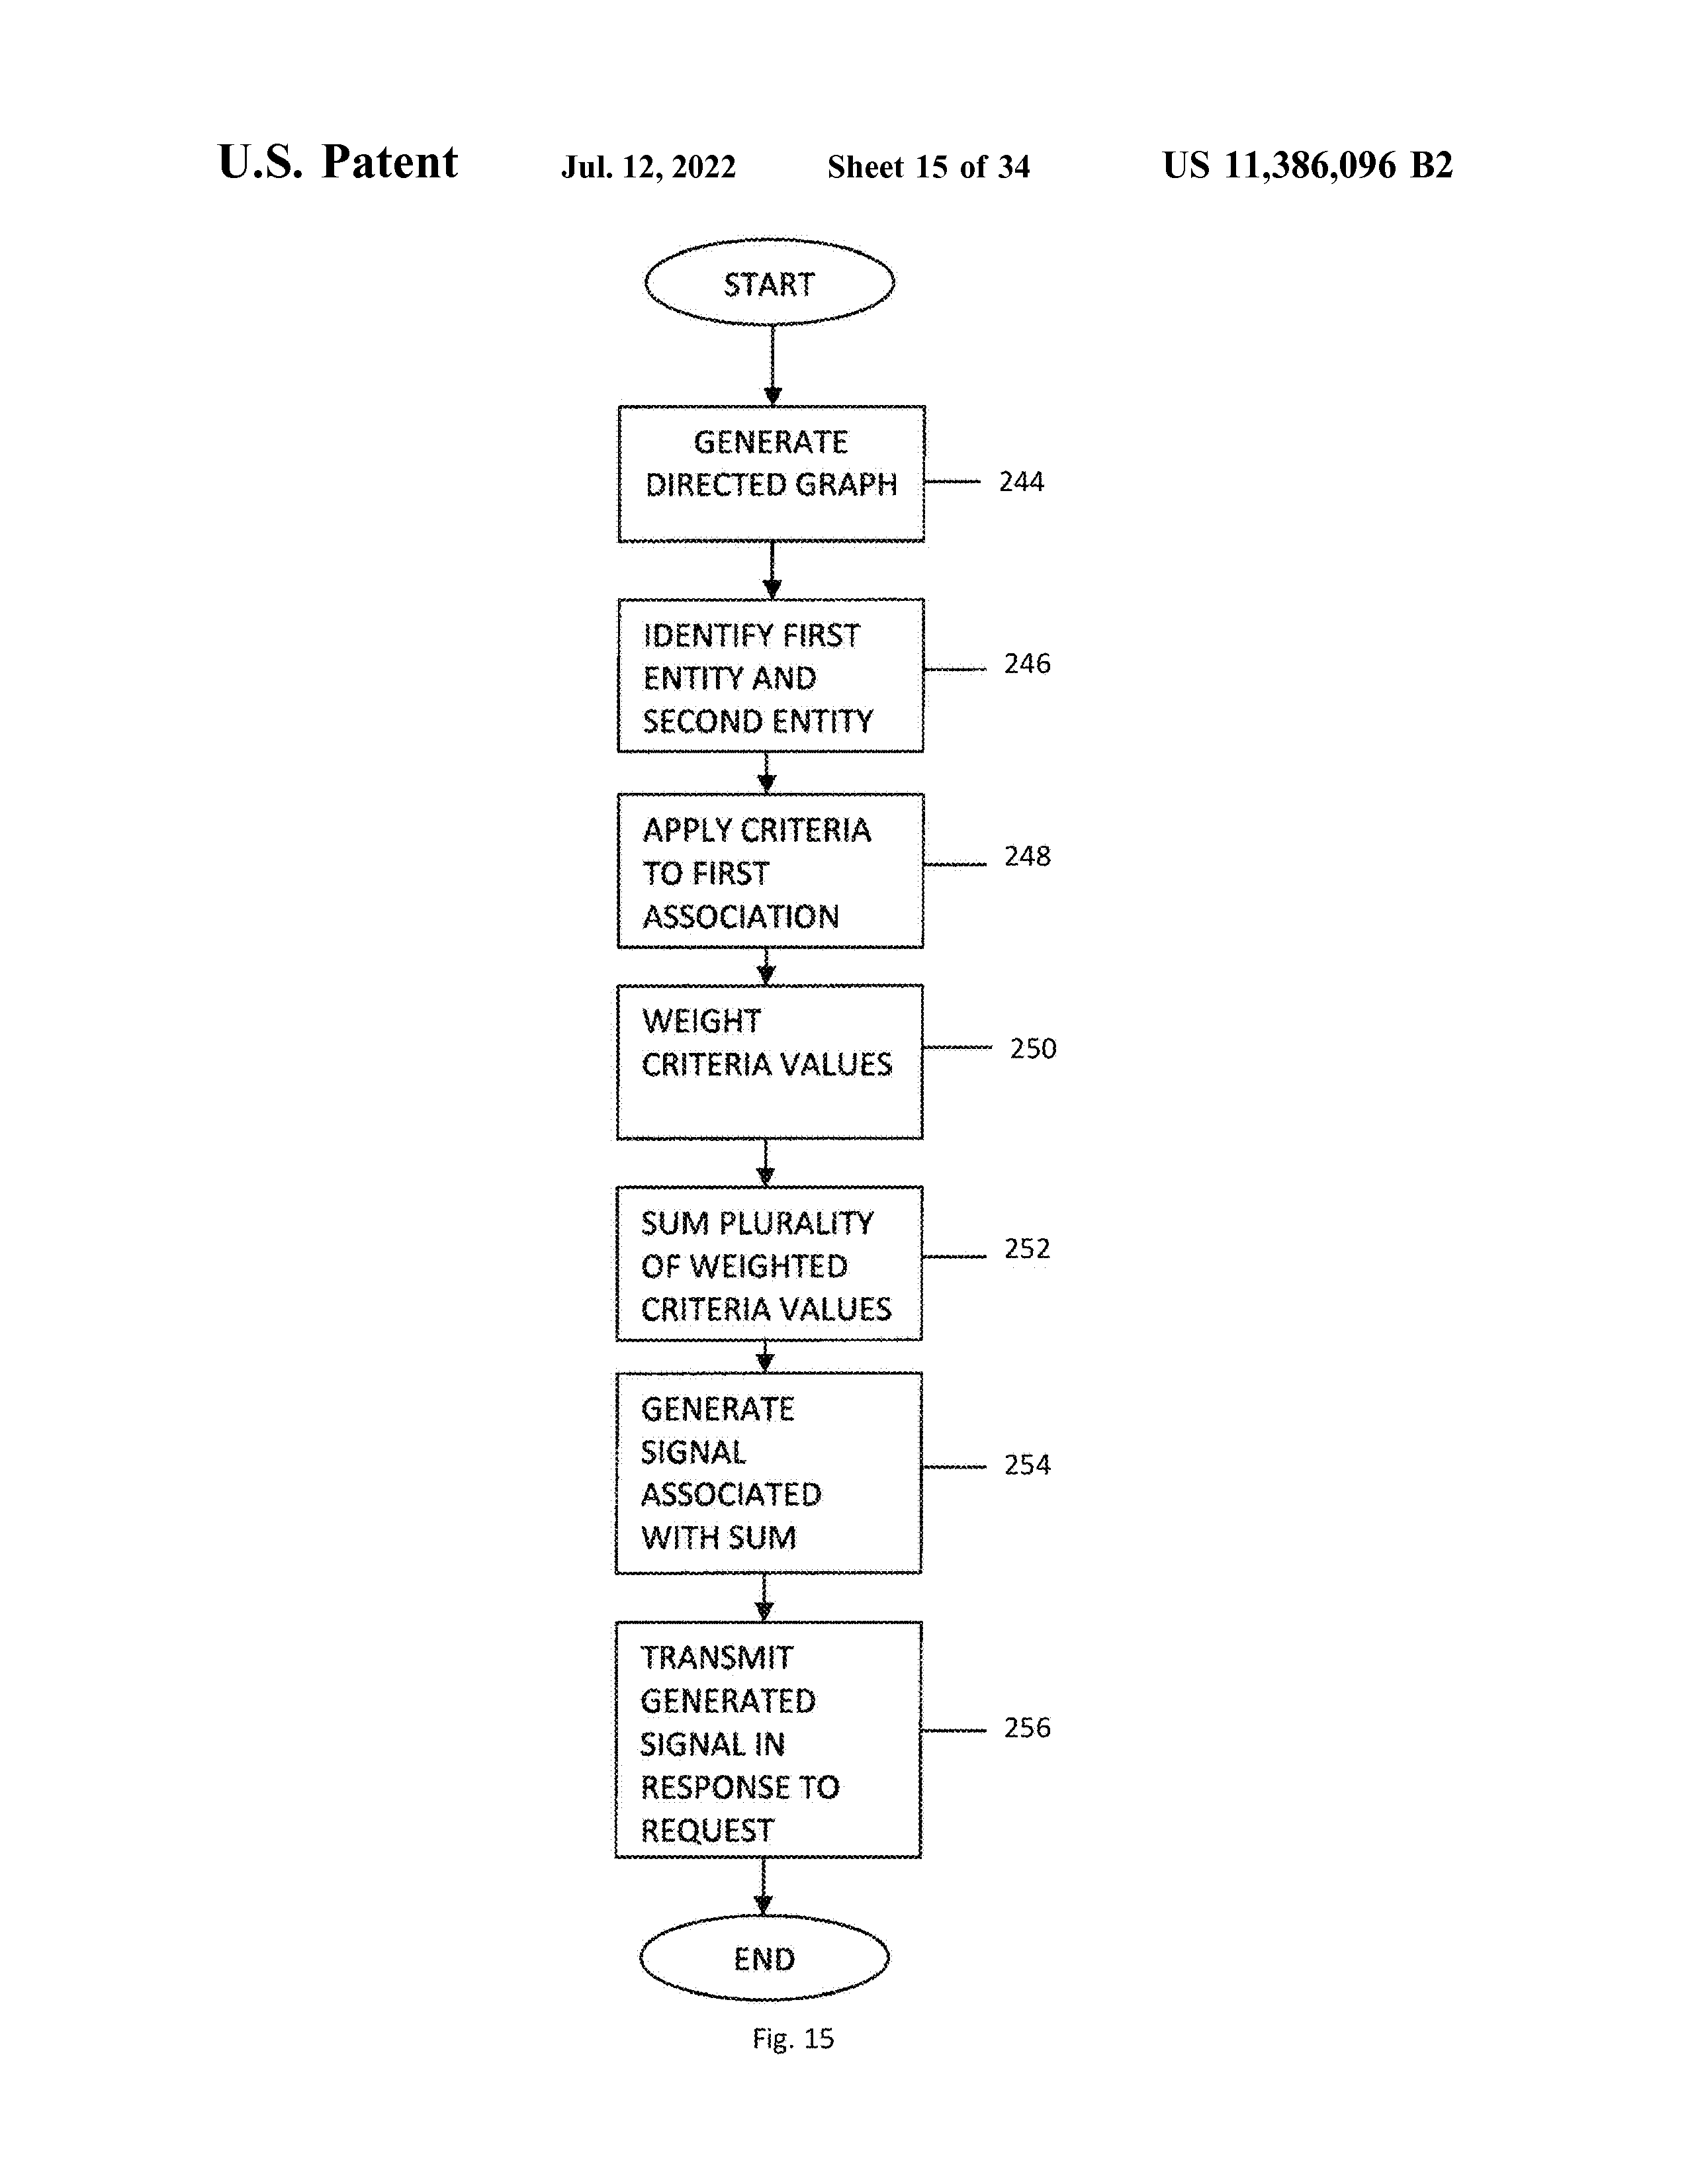 U.S. Patent Jul. 12, 2022 Sheet 15 of 34 US 11,386,096 B2
START
GENERATE
DIRECTED GRAPH
244
IDENTIFY FIRST
ENTITY AND
SECOND ENTITY
246
APPLY CRITERIA
TO FIRST
ASSOCIATION
248
WEIGHT
CRITERIA VALUES
250
SUM PLURALITY
OF WEIGHTED
CRITERIA VALUES
252
GENERATE
SIGNAL
ASSOCIATED
WITH SUM
254
TRANSMIT
GENERATED
SIGNAL IN
RESPONSE TO
REQUEST
256
END
Fig. 15